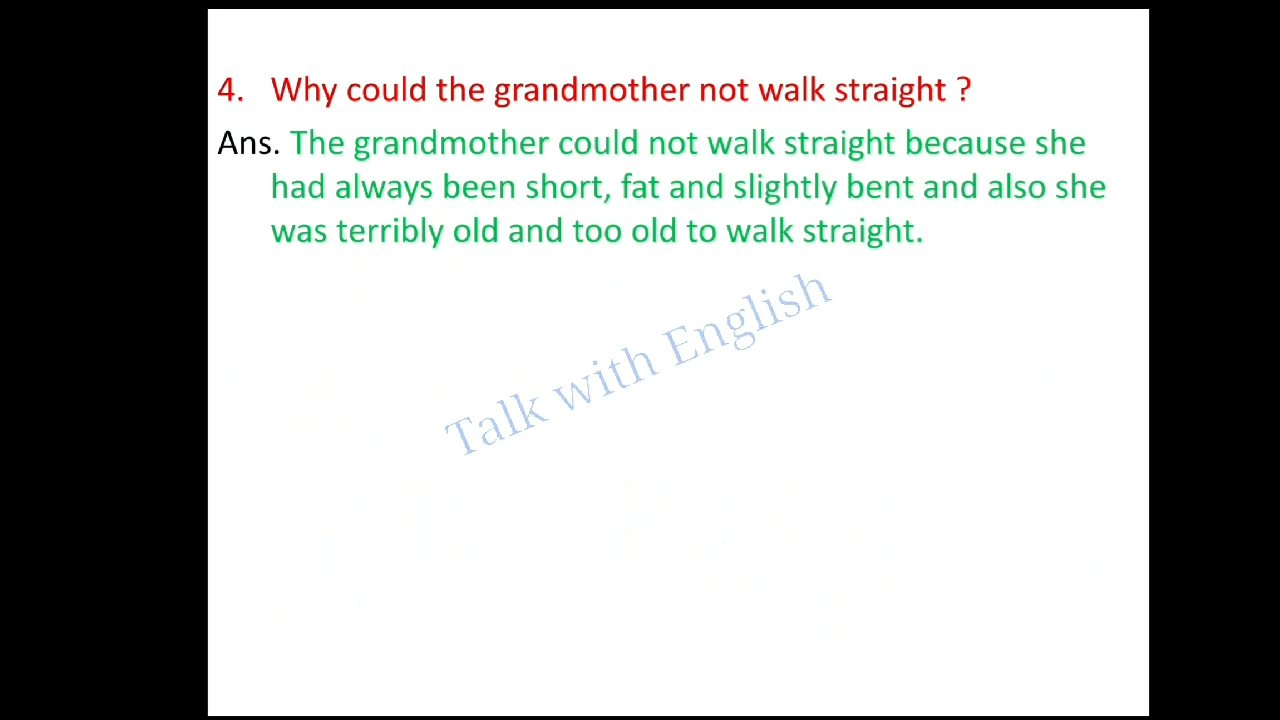 4. Why could the grandmother not walk straight ?
Ans. The grandmother could not walk straight because she
had always been short, fat and slightly bent and also she
was terribly old and too old to walk straight.
Talk with English